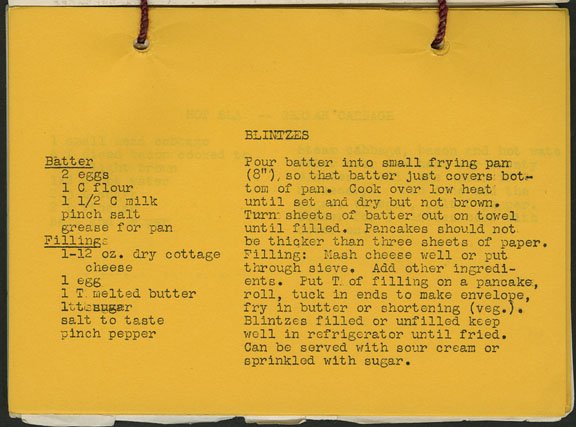 BLINTZES
Batter
2 eggs
1 C flour
1 1/2 C milk
pinch salt
grease for pan
Fillings
1-12 oz. dry cottage
cheese
1 egg
1 T. melted butter
1 t. sugar
salt to taste
pinch pepper
Pour batter into small frying pan
(8"), so that batter just covers bot-
tom of pan. Cook over low heat
until set and dry but not brown.
Turn sheets of batter out on towel
until filled. Pancakes should not
be thicker than three sheets of paper.
Filling: Mash cheese well or put
through sieve. Add other ingredi-
ents. Put T. of filling on a pancake,
roll, tuck in ends to make envelope,
fry in butter or shortening (veg.).
Blintzes filled or unfilled keep
well in refrigerator until fried.
Can be served with sour cream or
sprinkled with sugar.